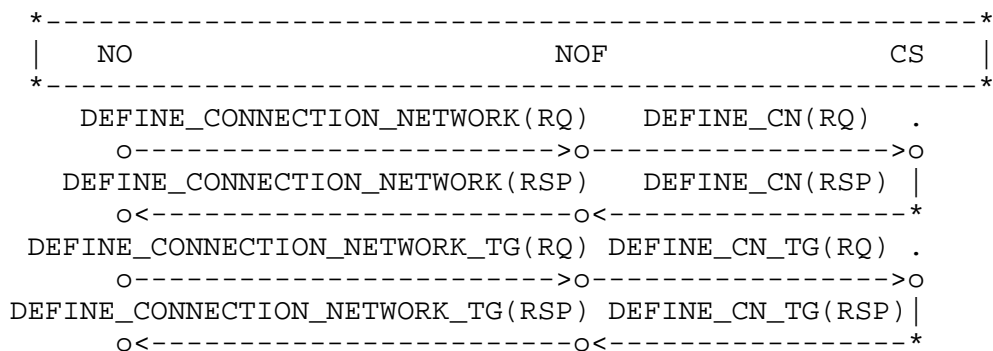 *------------------------------------------------------*
|   NO                         NOF                CS   |
*------------------------------------------------------*
DEFINE_CONNECTION_NETWORK(RQ)   DEFINE_CN(RQ)  .
o------------------------->o----------------->o
DEFINE_CONNECTION_NETWORK(RSP)   DEFINE_CN(RSP) |
o<-------------------------o<-----------------*
DEFINE_CONNECTION_NETWORK_TG(RQ) DEFINE_CN_TG(RQ) .
o------------------------->o----------------->o
DEFINE_CONNECTION_NETWORK_TG(RSP) DEFINE_CN_TG(RSP)|
o<-------------------------o<-----------------*